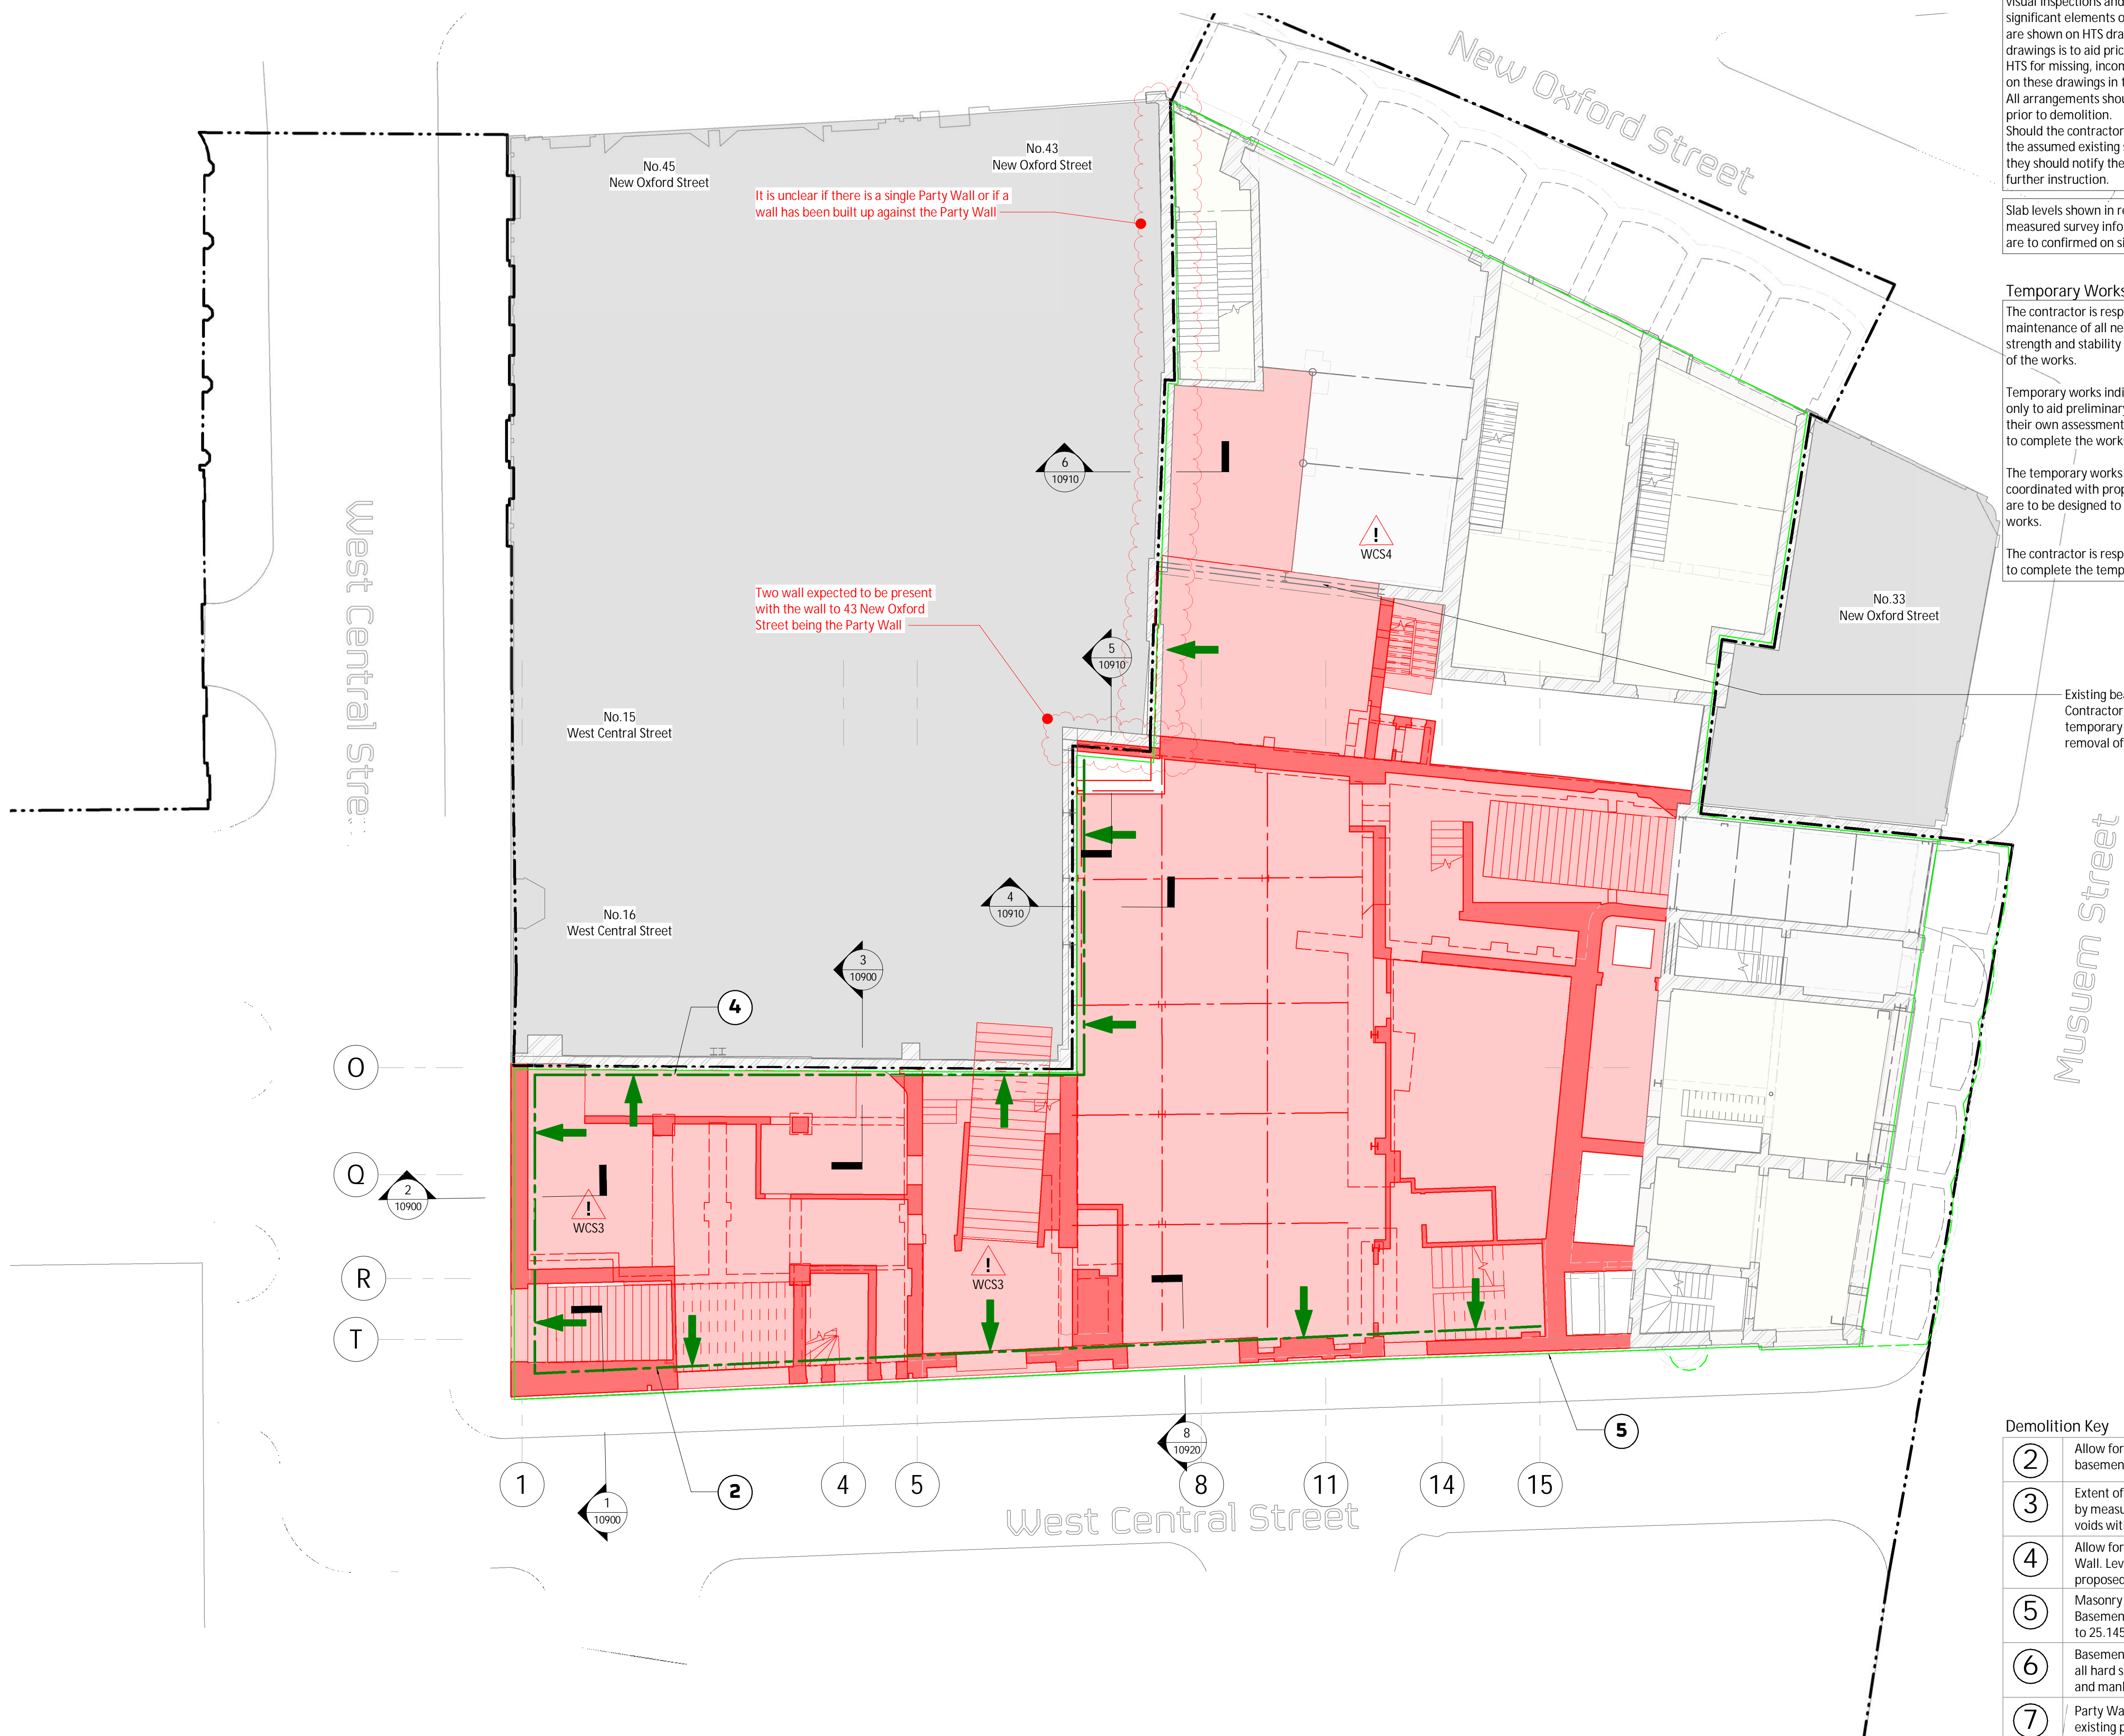 New Oxford Street
No.45
New Oxford Street
No.43
New Oxford Street
It is unclear if there is a single Party Wall or if a
wall has been built up against the Party Wall
6
10910
!
WCS4
Two wall expected to be present
with the wall to 43 New Oxford
Street being the Party Wall
5
10910
No.33
New Oxford Street
West Central Stre
No.15
West Central Street
4
10910
No.16
West Central Street
3
10900
4
Musuem Street
O
Q
2
10900
!
WCS3
!
WCS3
R
T
5
8
10920
1
4
5
8
11
14
15
2
1
10900
West Central Street
visual inspections and
significant elements o
are shown on HTS dra
drawings is to aid pric
HTS for missing, incon
on these drawings in t
All arrangements shou
prior to demolition.
Should the contractor
the assumed existing s
they should notify the
further instruction.
Slab levels shown in re
measured survey info
are to confirmed on si
Temporary Works
The contractor is resp
maintenance of all ne
strength and stability
of the works.
Temporary works indi
only to aid preliminary
their own assessment
to complete the work
The temporary works
coordinated with prop
are to be designed to
works.
The contractor is resp
to complete the temp
Existing bea
Contractor
temporary
removal of
Demolition Key
2
Allow for
basemen
3
Extent of
by measu
voids wit
4
Allow for
Wall. Lev
proposed
5
Masonry
Basemen
to 25.145
6
Basemen
all hard s
and manh
7
Party Wa
existing p